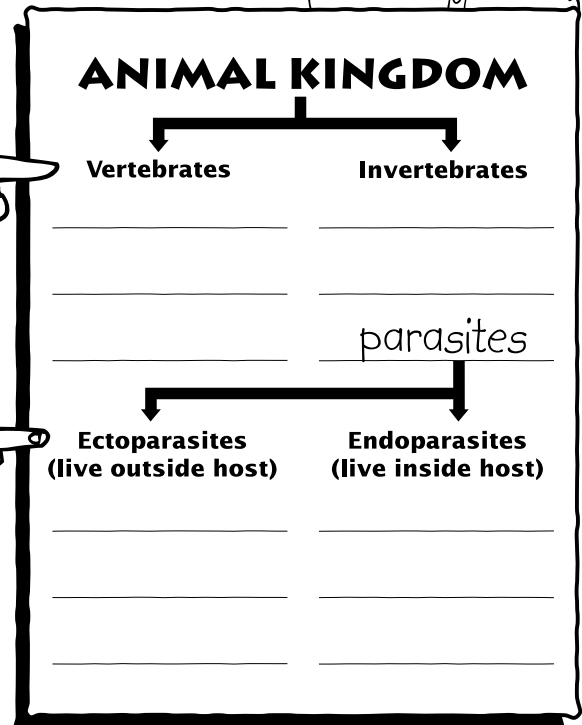 ANIMAL KINGDOM
Vertebrates
Invertebrates
parasites
Ectoparasites
(live outside host)
Endoparasites
(live inside host)